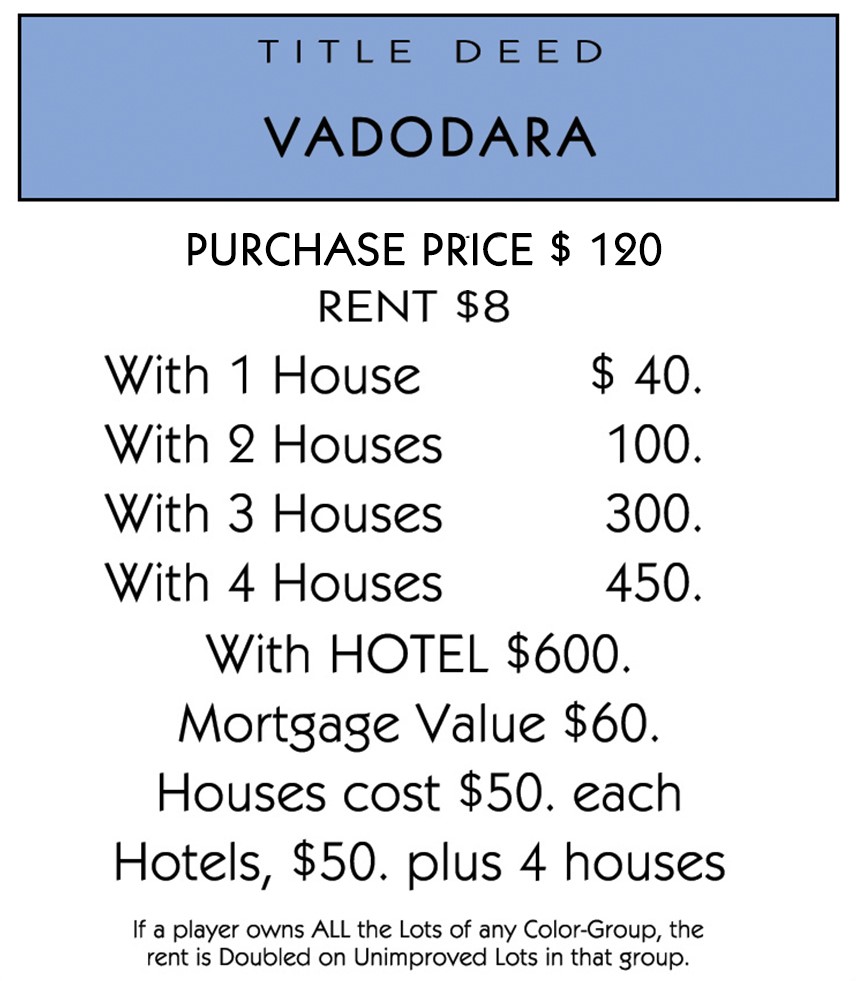 TITLE DEED
VADODARA
PURCHASE PRICE $ 120
RENT $8
With 1 House $ 40.
With 2 Houses 100.
With 3 Houses 300.
With 4 Houses 450.
With HOTEL $600.
Mortgage Value $60.
Houses cost $50. each
Hotels, $50. plus 4 houses
If a player owns ALL the Lots of any Color-Group, the
rent is Doubled on Unimproved Lots in that group.